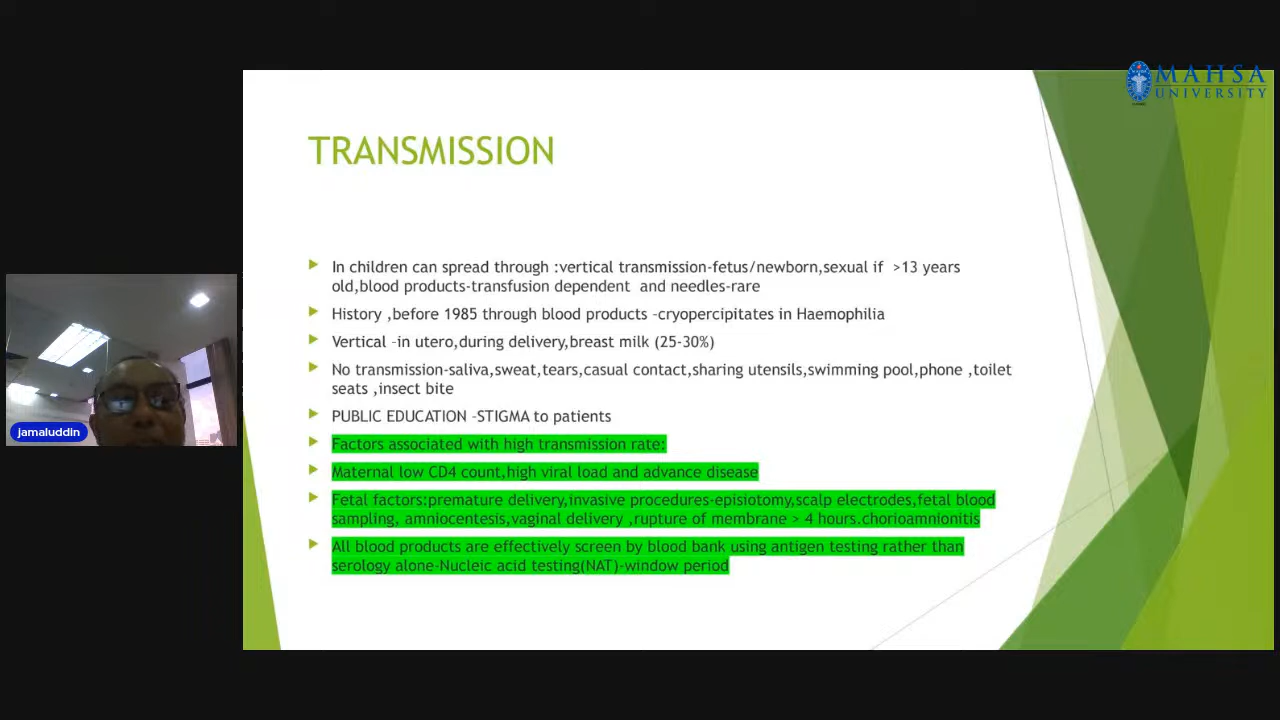 MAHSA
UNIVERSITY
TRANSMISSION
In children can spread through :vertical transmission-fetus/newborn,sexual if >13 years
old,blood products-transfusion dependent and needles-rare
History ,before 1985 through blood products -cryopercipitates in Haemophilia
Vertical -in utero,during delivery,breast milk (25-30%)
No transmission-saliva,sweat,tears,casual contact,sharing utensils,swimming pool,phone ,toilet
seats ,insect bite
PUBLIC EDUCATION -STIGMA to patients
Factors associated with high transmission rate:
Maternal low CD4 count,high viral load and advance disease
Fetal factors:premature delivery,invasive procedures-episiotomy,scalp electrodes,fetal blood
sampling, amniocentesis,vaginal delivery ,rupture of membrane > 4 hours.chorioamnionitis
All blood products are effectively screen by blood bank using antigen testing rather than
serology alone-Nucleic acid testing(NAT)-window period
jamaluddin